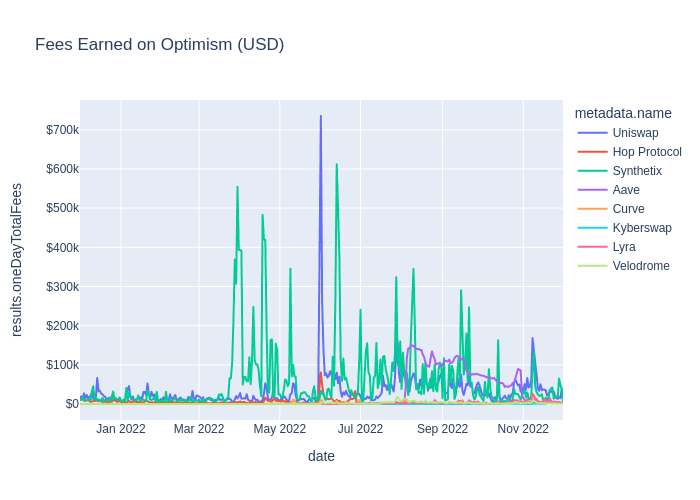 Fees Earned on Optimism (USD)
metadata.name
Uniswap
Hop Protocol
Synthetix
Aave
Curve
Kyberswap
Lyra
Velodrome
results.oneDayTotalFees
$700k
$600k
$500k
$400k
$300k
$200k
$100k
$0
Jan 2022
Mar 2022
May 2022
Jul 2022
Sep 2022
Nov 2022
date